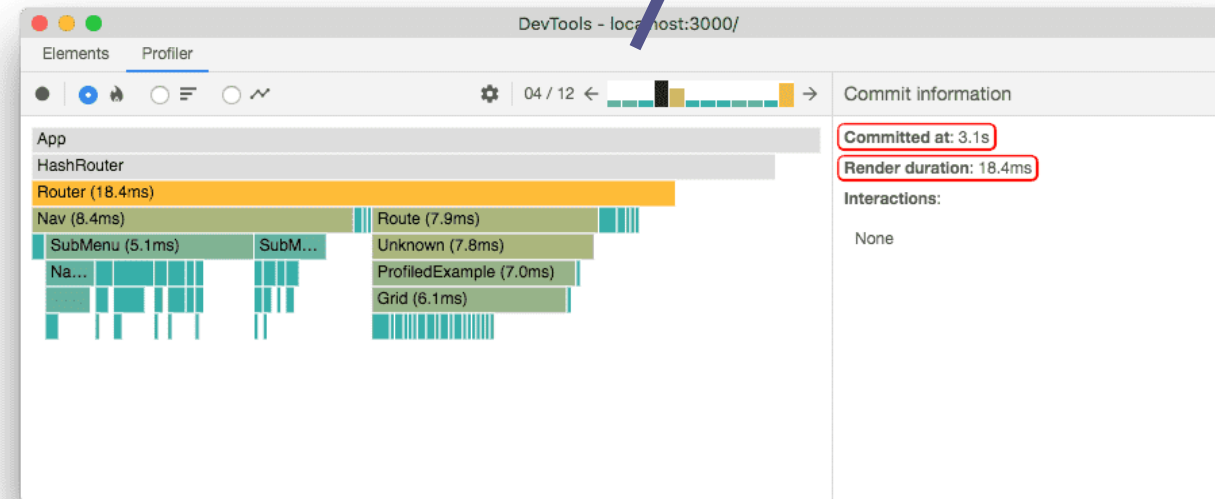 DevTools - localhost:3000/
Elements Profiler
04 / 12
Commit information
App
HashRouter
Router (18.4ms)
Nav (8.4ms) Route (7.9ms)
SubMenu (5.1ms) SubM... Unknown (7.8ms)
Na... ProfiledExample (7.0ms)
Grid (6.1ms)
Committed at: 3.1s
Render duration: 18.4ms
Interactions:
None